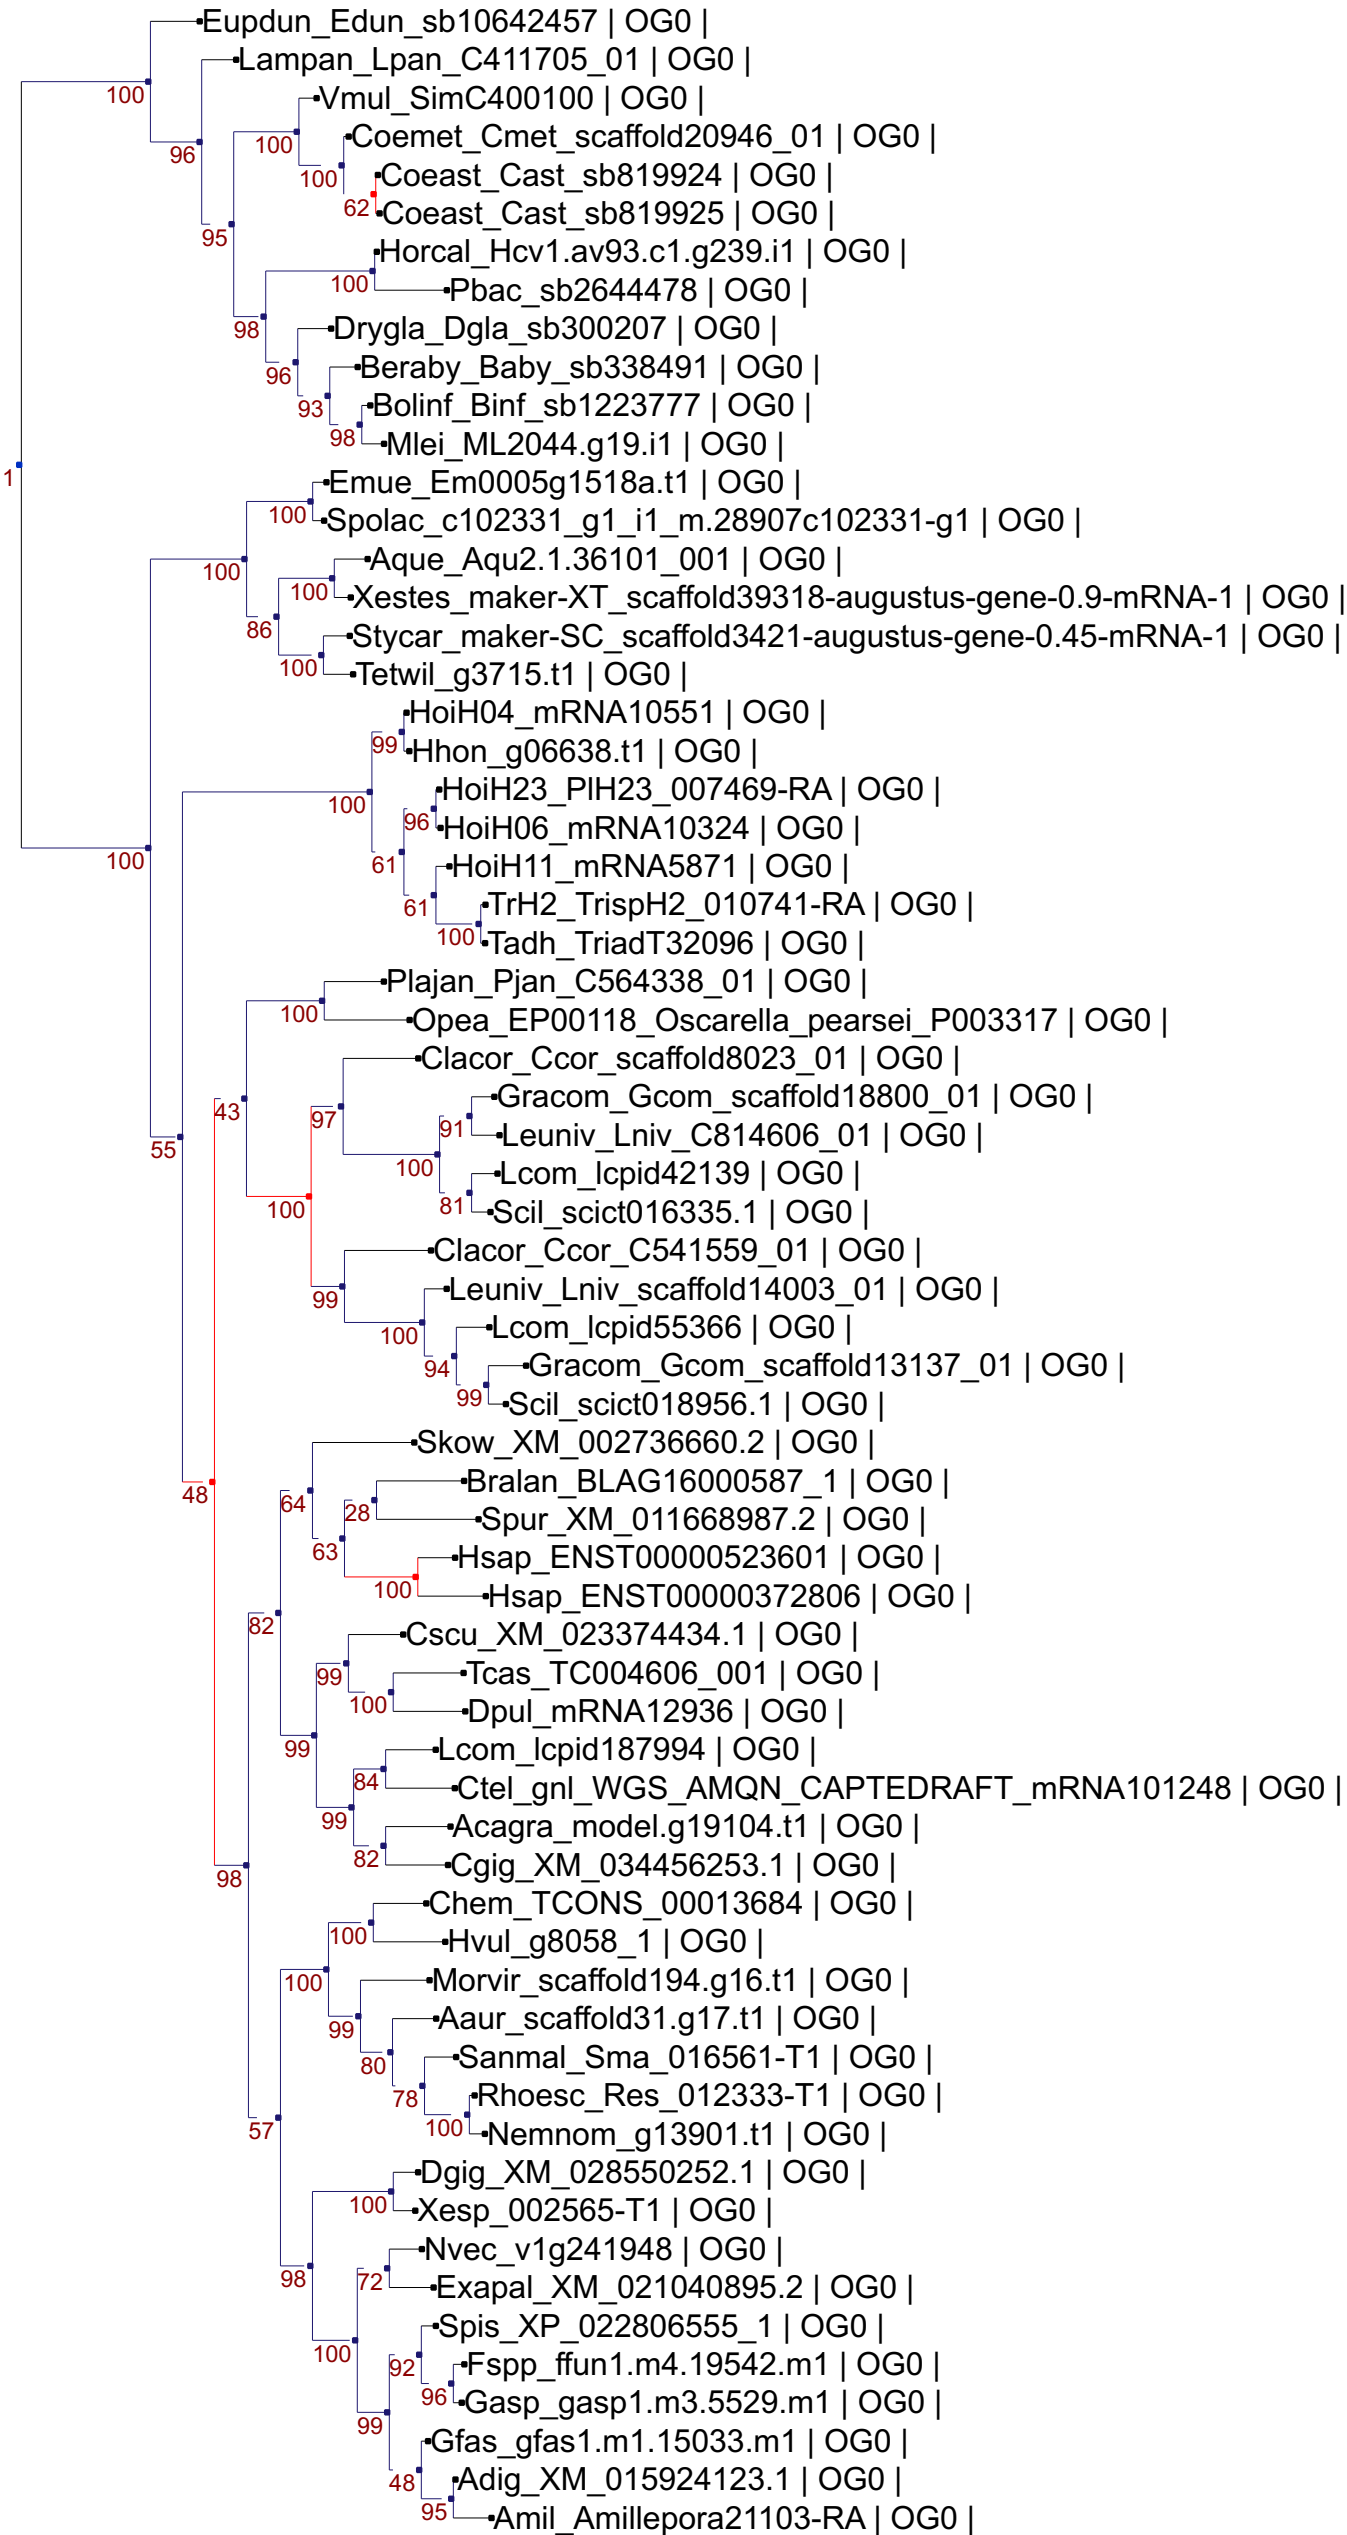 Eupdun_Edun_sb10642457 | OG0 |
Lampan_Lpan_C411705_01 | OG0 |
100
Vmul_SimC400100 | OG0 |
96
100
Coemet_Cmet_scaffold20946_01 | OG0 |
100
Coeast_Cast_sb819924 | OG0 |
62
Coeast_Cast_sb819925 | OG0 |
95
Horcal_Hcv1.av93.c1.g239.i1 | OG0 |
100
Pbac_sb2644478 | OG0 |
98
Drygla_Dgla_sb300207 | OG0 |
96
Beraby_Baby_sb338491 | OG0 |
93
Bolinf_Binf_sb1223777 | OG0 |
98
Mlei_ML2044.g19.i1 | OG0 |
1
Emue_Em0005g1518a.t1 | OG0 |
100
Spolac_c102331_g1_i1_m.28907c102331-g1 | OG0 |
100
Aque_Aqu2.1.36101_001 | OG0 |
100
Xestes_maker-XT_scaffold39318-augustus-gene-0.9-mRNA-1 | OG0 |
86
Stycar_maker-SC_scaffold3421-augustus-gene-0.45-mRNA-1 | OG0 |
100
Tetwil_g3715.t1 | OG0 |
HoiH04_mRNA10551 | OG0 |
99
Hhon_g06638.t1 | OG0 |
100
HoiH23_PlH23_007469-RA | OG0 |
96
HoiH06_mRNA10324 | OG0 |
100
61
HoiH11_mRNA5871 | OG0 |
61
TrH2_TrispH2_010741-RA | OG0 |
100
Tadh_TriadT32096 | OG0 |
Plajan_Pjan_C564338_01 | OG0 |
100
Opea_EP00118_Oscarella_pearsei_P003317 | OG0 |
Clacor_Ccor_scaffold8023_01 | OG0 |
43
97
Gracom_Gcom_scaffold18800_01 | OG0 |
91
Leuniv_Lniv_C814606_01 | OG0 |
55
100
Lcom_lcpid42139 | OG0 |
100
81
Scil_scict016335.1 | OG0 |
Clacor_Ccor_C541559_01 | OG0 |
99
Leuniv_Lniv_scaffold14003_01 | OG0 |
100
Lcom_lcpid55366 | OG0 |
94
Gracom_Gcom_scaffold13137_01 | OG0 |
99
Scil_scict018956.1 | OG0 |
Skow_XM_002736660.2 | OG0 |
48
64
Bralan_BLAG16000587_1 | OG0 |
28
Spur_XM_011668987.2 | OG0 |
63
Hsap_ENST00000523601 | OG0 |
100
Hsap_ENST00000372806 | OG0 |
82
Cscu_XM_023374434.1 | OG0 |
99
Tcas_TC004606_001 | OG0 |
100
Dpul_mRNA12936 | OG0 |
99
Lcom_lcpid187994 | OG0 |
84
Ctel_gnl_WGS_AMQN_CAPTEDRAFT_mRNA101248 | OG0 |
99
Acagra_model.g19104.t1 | OG0 |
82
Cgig_XM_034456253.1 | OG0 |
98
Chem_TCONS_00013684 | OG0 |
100
Hvul_g8058_1 | OG0 |
100
Morvir_scaffold194.g16.t1 | OG0 |
99
Aaur_scaffold31.g17.t1 | OG0 |
80
Sanmal_Sma_016561-T1 | OG0 |
78
Rhoesc_Res_012333-T1 | OG0 |
100
57
Nemnom_g13901.t1 | OG0 |
Dgig_XM_028550252.1 | OG0 |
100
Xesp_002565-T1 | OG0 |
Nvec_v1g241948 | OG0 |
98
72
Exapal_XM_021040895.2 | OG0 |
Spis_XP_022806555_1 | OG0 |
100
92
Fspp_ffun1.m4.19542.m1 | OG0 |
96
Gasp_gasp1.m3.5529.m1 | OG0 |
99
Gfas_gfas1.m1.15033.m1 | OG0 |
48
Adig_XM_015924123.1 | OG0 |
95
Amil_Amillepora21103-RA | OG0 |